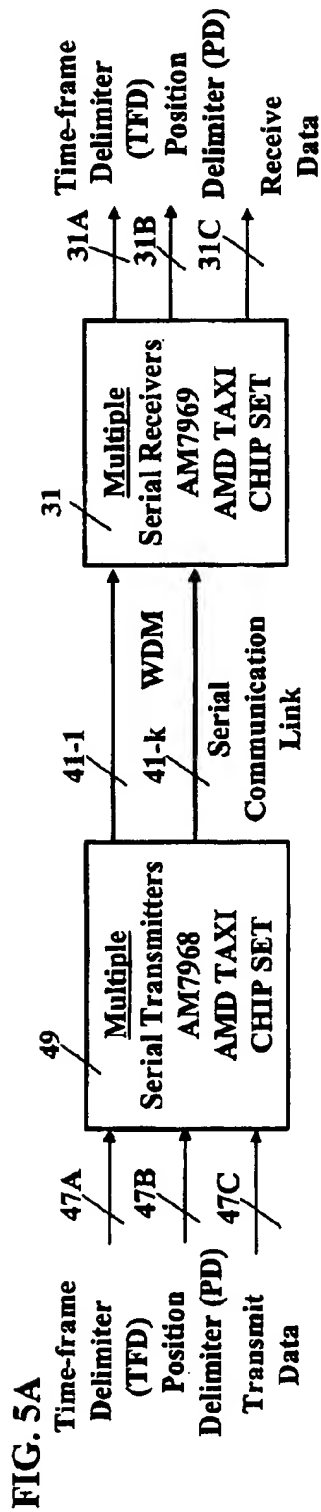 FIG. 5A
Time-frame
Delimiter
(TFD)
Position
Delimiter (PD)
Transmit
Data
47A
47B
47C
49
Multiple
Serial Transmitters
AM7968
AMD TAXI
CHIP SET
41-1
41-k
WDM
Serial
Communication
Link
31
Multiple
Serial Receivers
AM7969
AMD TAXI
CHIP SET
31A
31B
31C
Time-frame
Delimiter
(TFD)
Position
Delimiter (PD)
Receive
Data